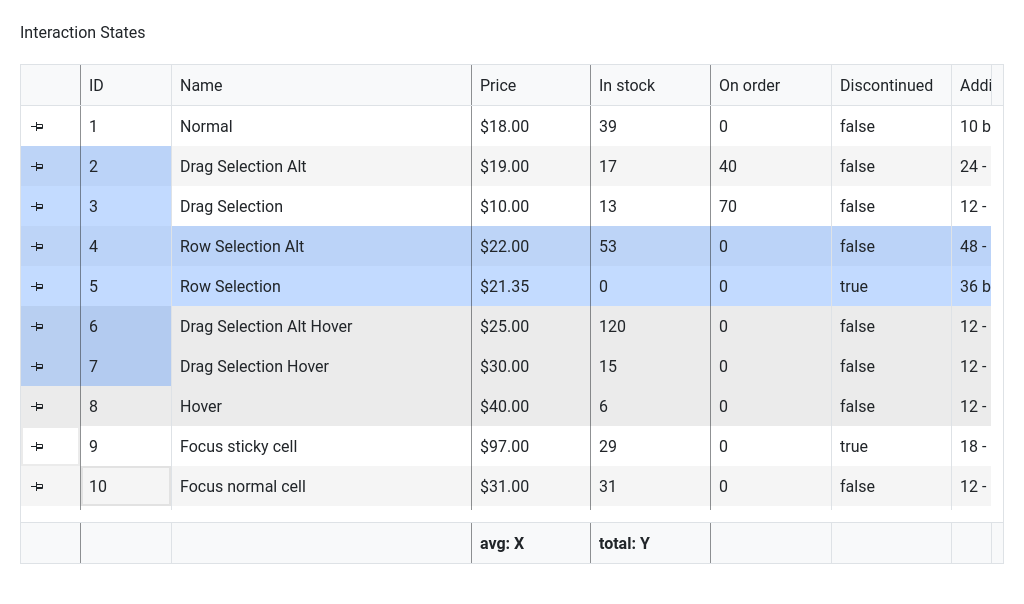 Interaction States
ID Name Price In stock On order Discontinued Addi
1 Normal $18.00 39 0 false 10 b
2 Drag Selection Alt $19.00 17 40 false 24 -
3 Drag Selection $10.00 13 70 false 12 -
4 Row Selection Alt $22.00 53 0 false 48 -
5 Row Selection $21.35 0 0 true 36 b
6 Drag Selection Alt Hover $25.00 120 0 false 12 -
7 Drag Selection Hover $30.00 15 0 false 12 -
8 Hover $40.00 6 0 false 12 -
9 Focus sticky cell $97.00 29 0 true 18 -
10 Focus normal cell $31.00 31 0 false 12 -
avg: X total: Y